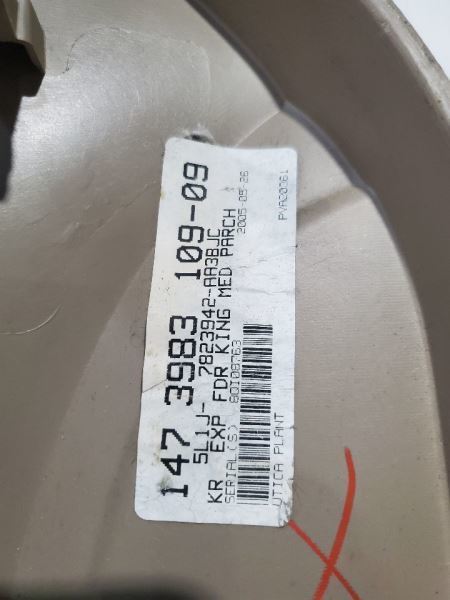 147 3983 109-09
5L1J- 7823942-AA3BJC
KR EXP FDR KING MED PARCH
SERIAL(S) 80I08763 2005-05-26
UTICA PLANT PVA20761